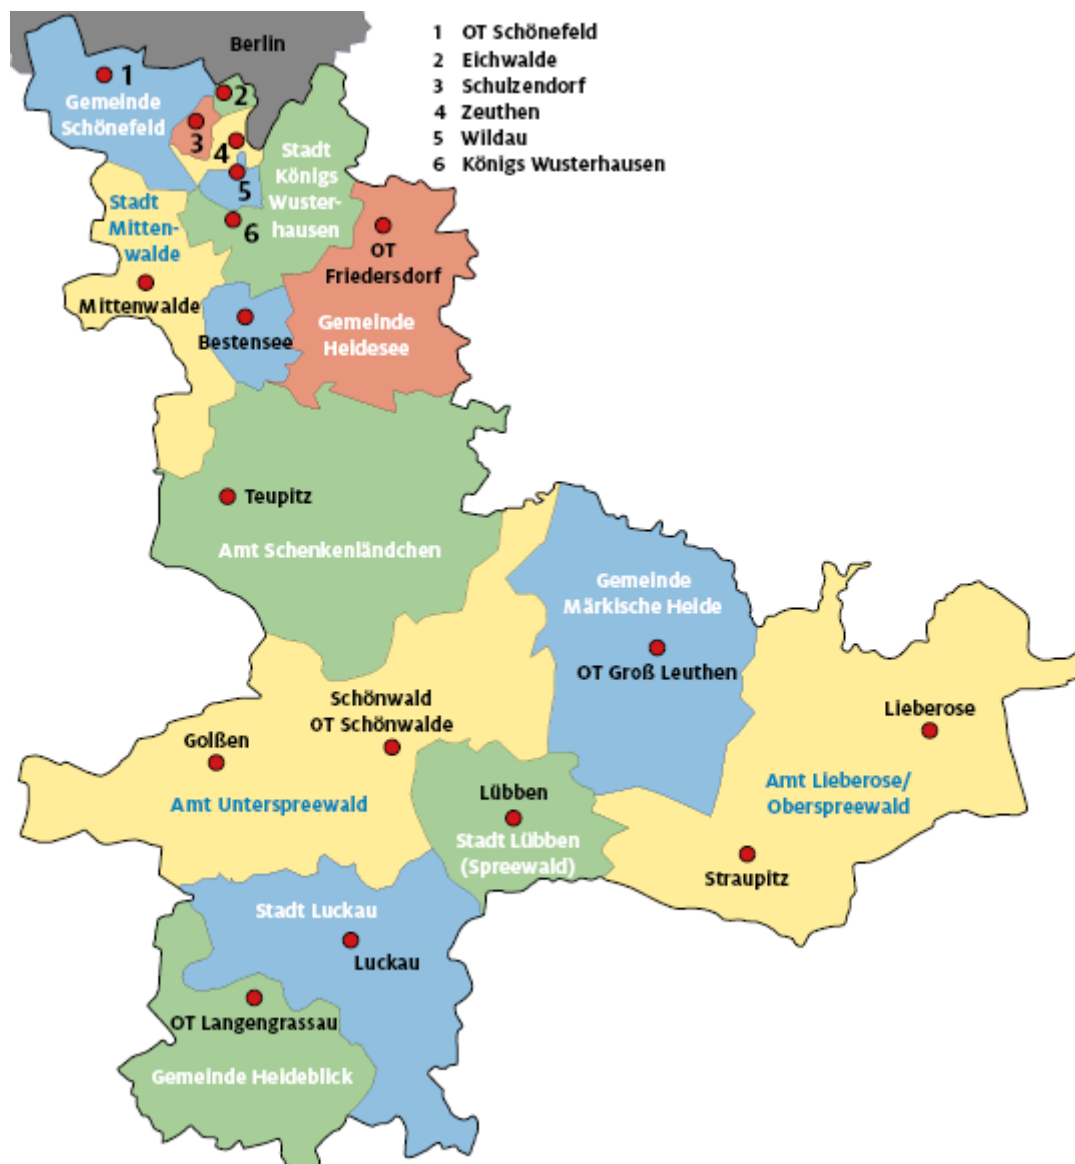 Berlin
1 OT Schönefeld
2 Eichwalde
3 Schulzendorf
4 Zeuthen
5 Wildau
6 Königs Wusterhausen
1
Gemeinde
Schönefeld
2
3
4
5
6
Stadt
Königs
Wuster-
hausen
Stadt
Mitten-
walde
Mittenwalde
OT
Friedersdorf
Gemeinde
Heidesee
Bestensee
Teupitz
Amt Schenkenländchen
Gemeinde
Märkische Heide
OT Groß Leuthen
Schönwald
OT Schönwalde
Golßen
Amt Unterspreewald
Lieberose
Amt Lieberose/
Oberspreewald
Lübben
Stadt Lübben
(Spreewald)
Straupitz
Stadt Luckau
Luckau
OT Langengrassau
Gemeinde Heideblick